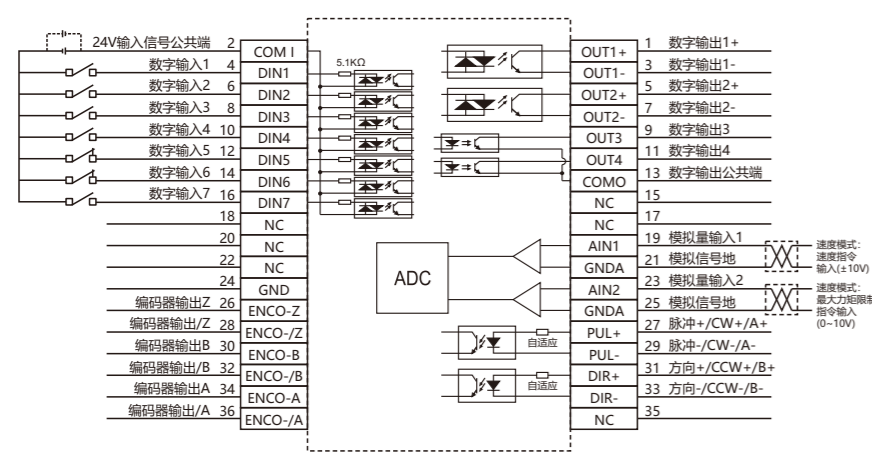 24V输入信号公共端 2 COM I
数字输入1 4 DIN1
数字输入2 6 DIN2
数字输入3 8 DIN3
数字输入4 10 DIN4
数字输入5 12 DIN5
数字输入6 14 DIN6
数字输入7 16 DIN7
18 NC
20 NC
22 NC
24 GND
编码器输出Z 26 ENCO-Z
编码器输出/Z 28 ENCO-/Z
编码器输出B 30 ENCO-B
编码器输出/B 32 ENCO-/B
编码器输出A 34 ENCO-A
编码器输出/A 36 ENCO-/A
5.1KΩ
ADC
自适应
自适应
OUT1+ 1 数字输出1+
OUT1- 3 数字输出1-
OUT2+ 5 数字输出2+
OUT2- 7 数字输出2-
OUT3 9 数字输出3
OUT4 11 数字输出4
COMO 13 数字输出公共端
NC 15
NC 17
AIN1 19 模拟量输入1
GNDA 21 模拟信号地
AIN2 23 模拟量输入2
GNDA 25 模拟信号地
PUL+ 27 脉冲+/CW+/A+
PUL- 29 脉冲-/CW-/A-
DIR+ 31 方向+/CCW+/B+
DIR- 33 方向-/CCW-/B-
NC 35
速度模式：
速度指令
输入(±10V)
速度模式：
最大力矩限制
指令输入
(0~10V)